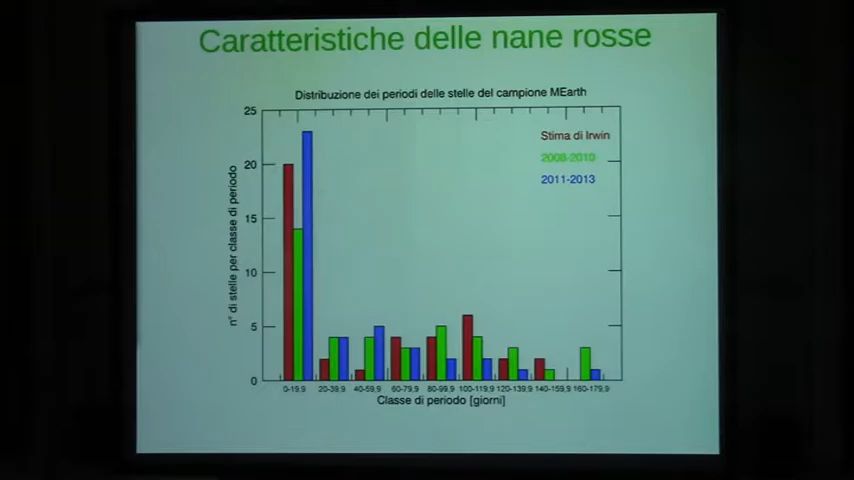 Caratteristiche delle nane rosse
Distribuzione dei periodi delle stelle del campione MEarth
25
20
15
10
5
0
n° di stelle per classe di periodo
Stima di Irwin
2008-2010
2011-2013
0-19,9 20-39,9 40-59,9 60-79,9 80-99,9 100-119,9 120-139,9 140-159,9 160-179,9
Classe di periodo [giorni]